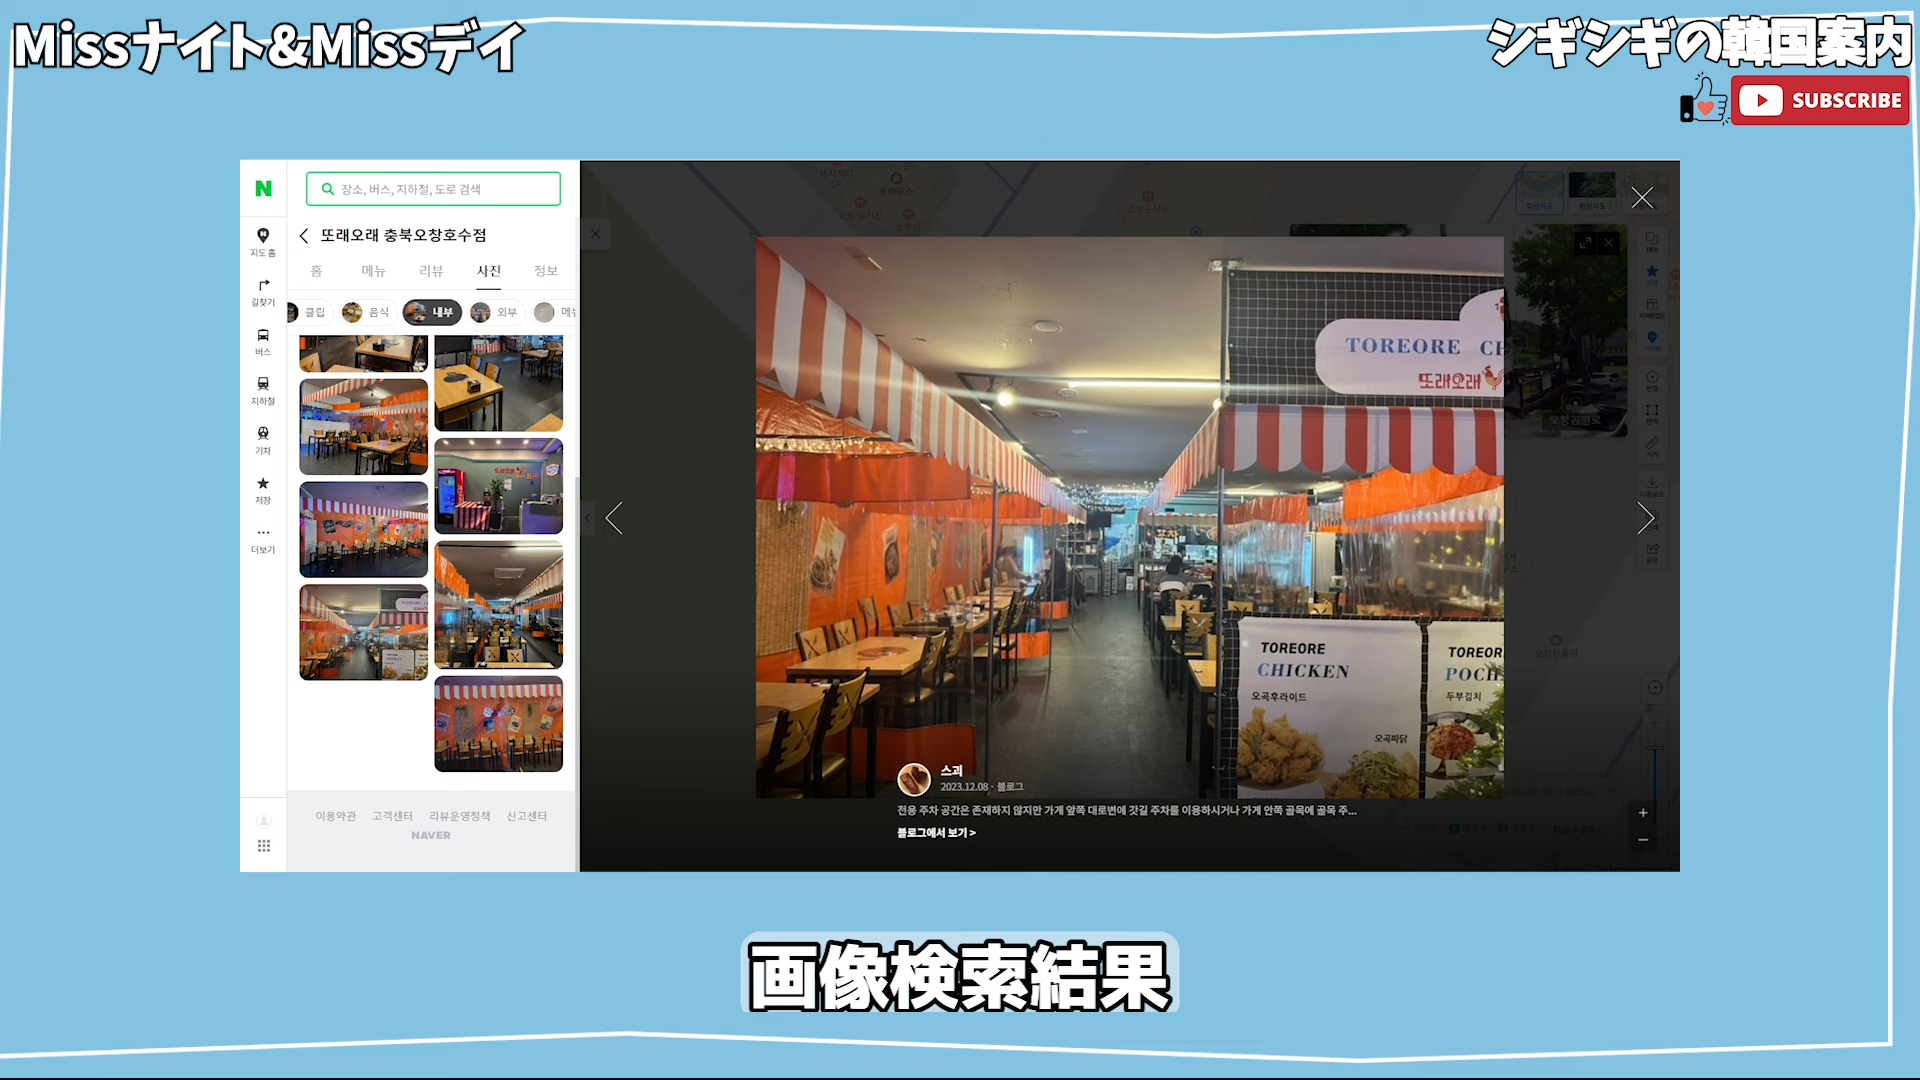 Missナイト&Missデイ
シギシギの韓国案内
SUBSCRIBE
N
장소, 버스, 지하철, 도로 검색
또래오래 충북오창호수점
홈 메뉴 리뷰 사진 정보
클립 음식 내부 외부
지도 홈
길찾기
버스
지하철
기차
저장
더보기
이용약관 고객센터 리뷰운영정책 신고센터
NAVER
TOREORE
또래오래
TOREORE
CHICKEN
오곡후라이드
오곡파닭
두부김치
스괴
2023.12.08 · 블로그
전용 주차 공간은 존재하지 않지만 가게 앞쪽 대로변에 갓길 주차를 이용하시거나 가게 안쪽 골목에 골목 주...
블로그에서 보기 >
오창공원로
画像検索結果